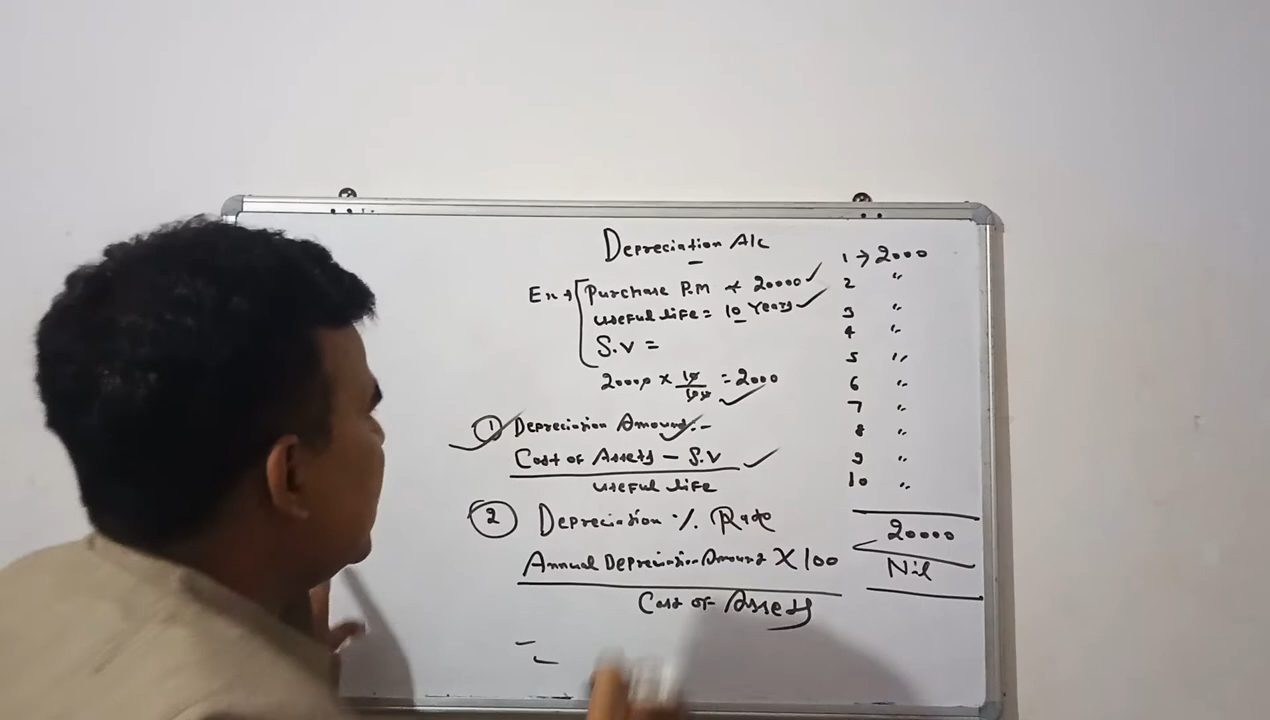 Depreciation A/c
Ex → Purchase P.M 20000
useful life = 10 Years
S.V =
20000 × 10/100 = 2000
① Depreciation Amount:-
Cost of Assets - S.V
useful life
② Depreciation % Rate
Annual Depreciation Amount X 100
Cost of Assets
=
1 → 2000
2 "
3 "
4 "
5 "
6 "
7 "
8 "
9 "
10 "
20000
Nil